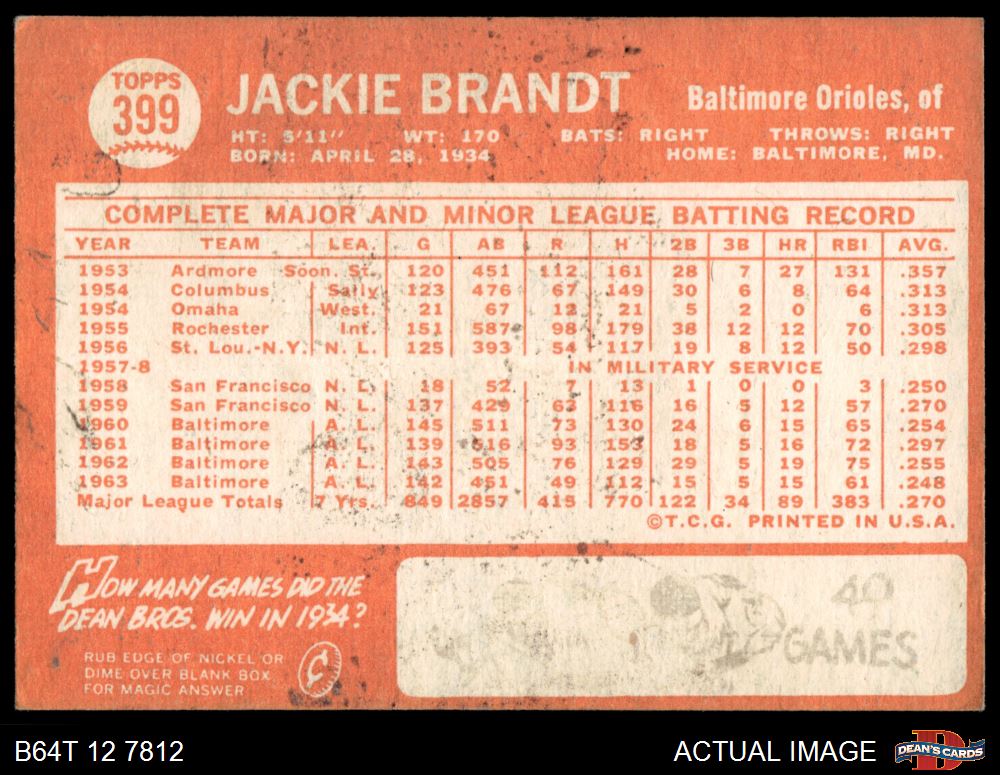 TOPPS
399
JACKIE BRANDT
Baltimore Orioles, of
HT: 5'11" WT: 170 BATS: RIGHT THROWS: RIGHT
BORN: APRIL 28, 1934 HOME: BALTIMORE, MD.
COMPLETE MAJOR AND MINOR LEAGUE BATTING RECORD
YEAR TEAM LEA. G AB R H 2B 3B HR RBI AVG.
1953 Ardmore Soon. St. 120 451 112 161 28 7 27 131 .357
1954 Columbus Sally 123 476 67 149 30 6 8 64 .313
1954 Omaha West. 21 67 12 21 5 2 0 6 .313
1955 Rochester Int. 151 587 98 179 38 12 12 70 .305
1956 St. Lou.-N.Y. N. L. 125 393 54 117 19 8 12 50 .298
1957-8 IN MILITARY SERVICE
1958 San Francisco N. L. 18 52 7 13 1 0 0 3 .250
1959 San Francisco N. L. 137 429 63 116 16 5 12 57 .270
1960 Baltimore A. L. 145 511 73 130 24 6 15 65 .254
1961 Baltimore A. L. 139 516 93 153 18 5 16 72 .297
1962 Baltimore A. L. 143 505 76 129 29 5 19 75 .255
1963 Baltimore A. L. 142 451 49 112 15 5 15 61 .248
Major League Totals 7 Yrs. 849 2857 415 770 122 34 89 383 .270
©T.C.G. PRINTED IN U.S.A.
HOW MANY GAMES DID THE
DEAN BROS. WIN IN 1934?
RUB EDGE OF NICKEL OR
DIME OVER BLANK BOX
FOR MAGIC ANSWER
49
GAMES
B64T 12 7812 ACTUAL IMAGE
DEAN'S CARDS